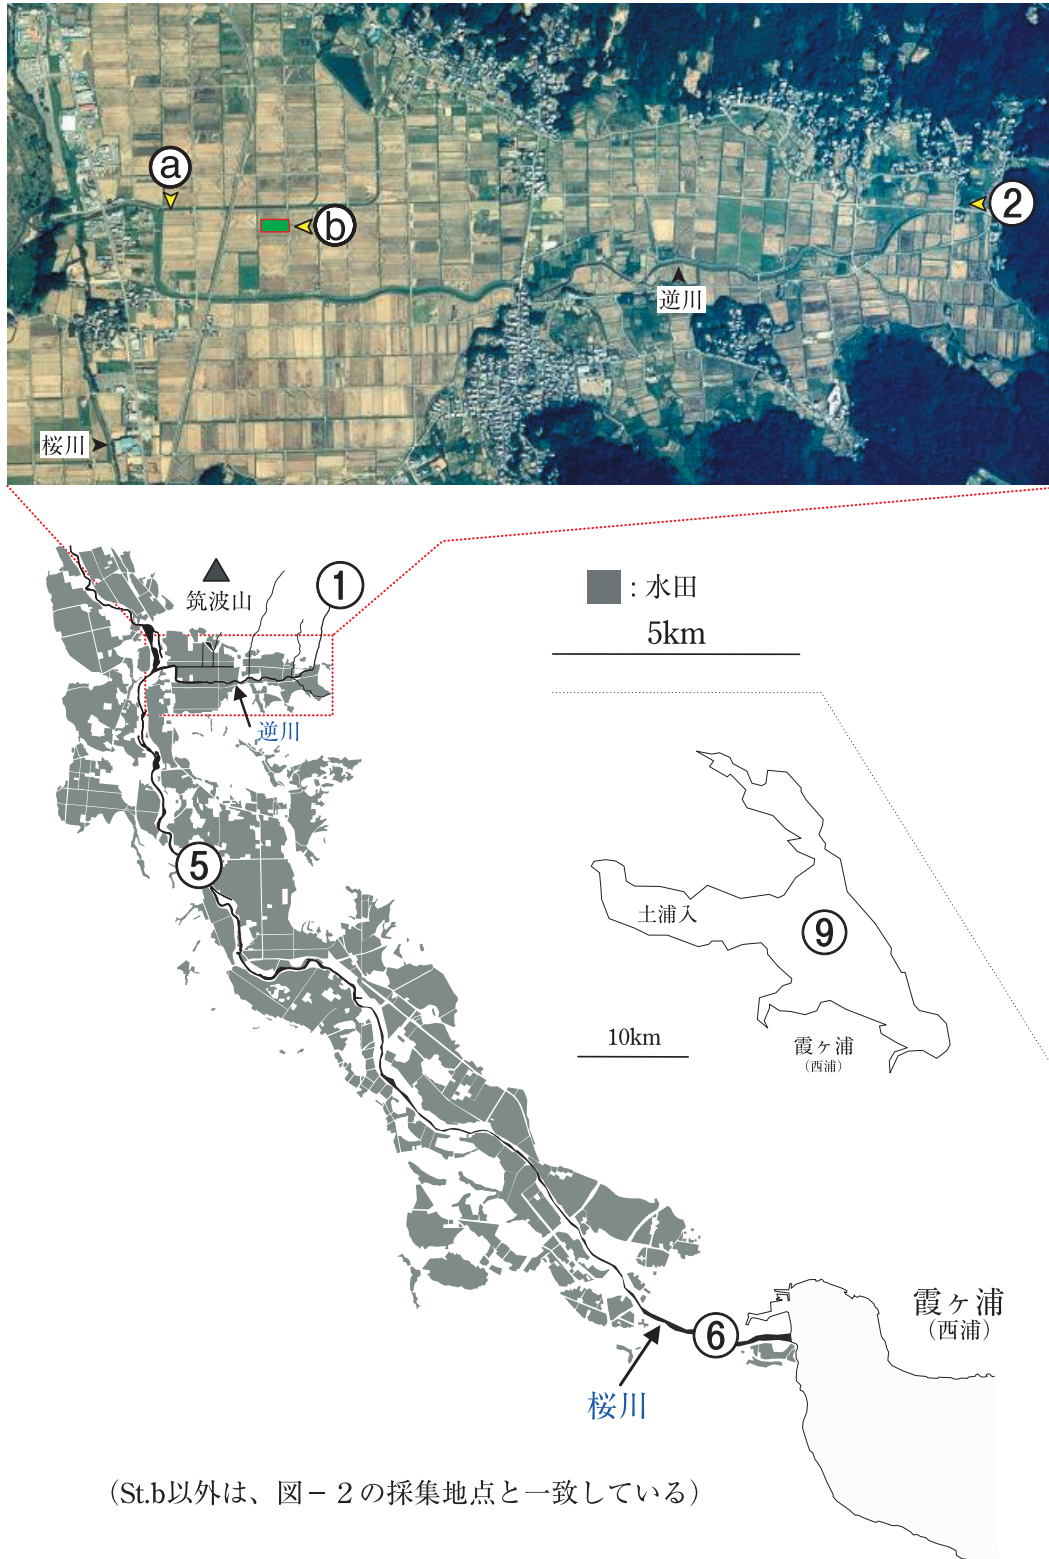 a
b
2
逆川
桜川
1
筑波山
：水田
5km
逆川
5
土浦入
9
10km
霞ヶ浦
（西浦）
霞ヶ浦
（西浦）
6
桜川
（St.b以外は、図－２の採集地点と一致している）